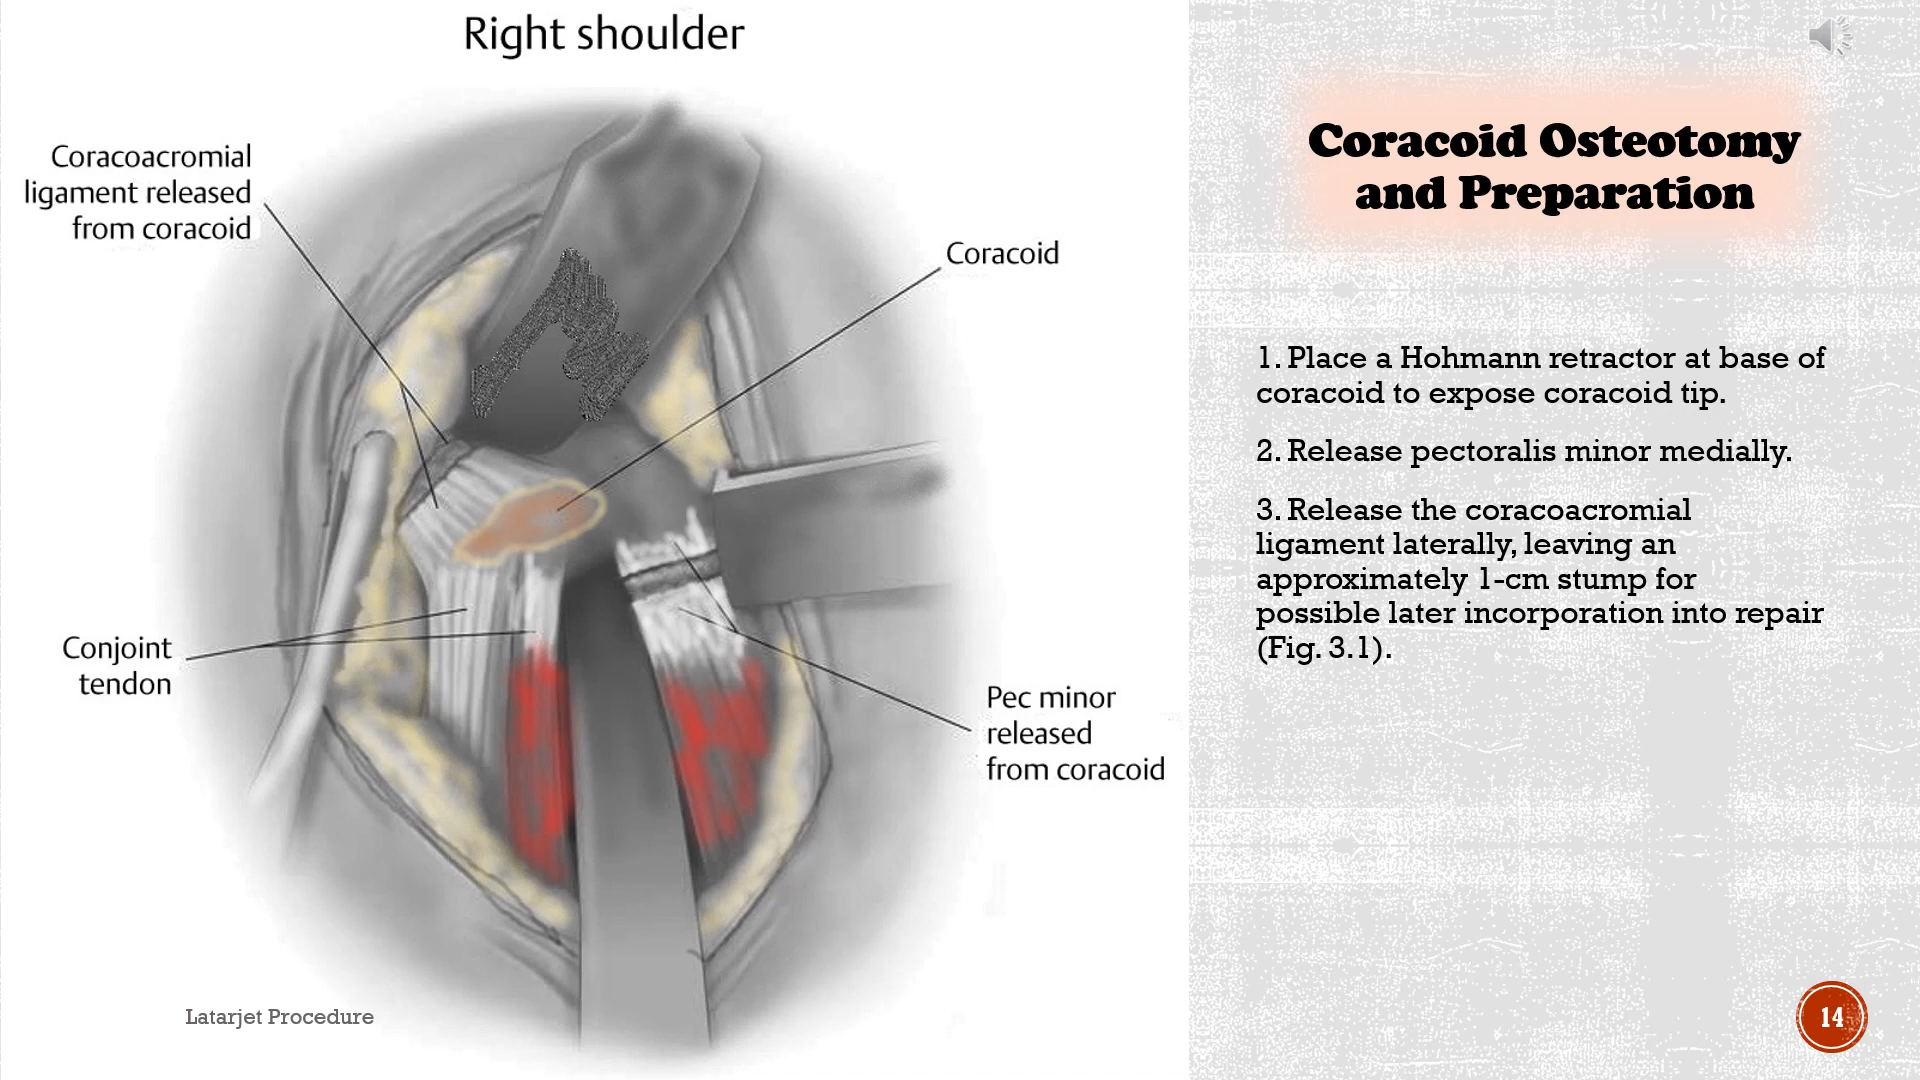 Right shoulder
Coracoacromial
ligament released
from coracoid
Coracoid
Conjoint
tendon
Pec minor
released
from coracoid
Latarjet Procedure
Coracoid Osteotomy
and Preparation
1. Place a Hohmann retractor at base of
coracoid to expose coracoid tip.
2. Release pectoralis minor medially.
3. Release the coracoacromial
ligament laterally, leaving an
approximately 1-cm stump for
possible later incorporation into repair
(Fig. 3.1).
14